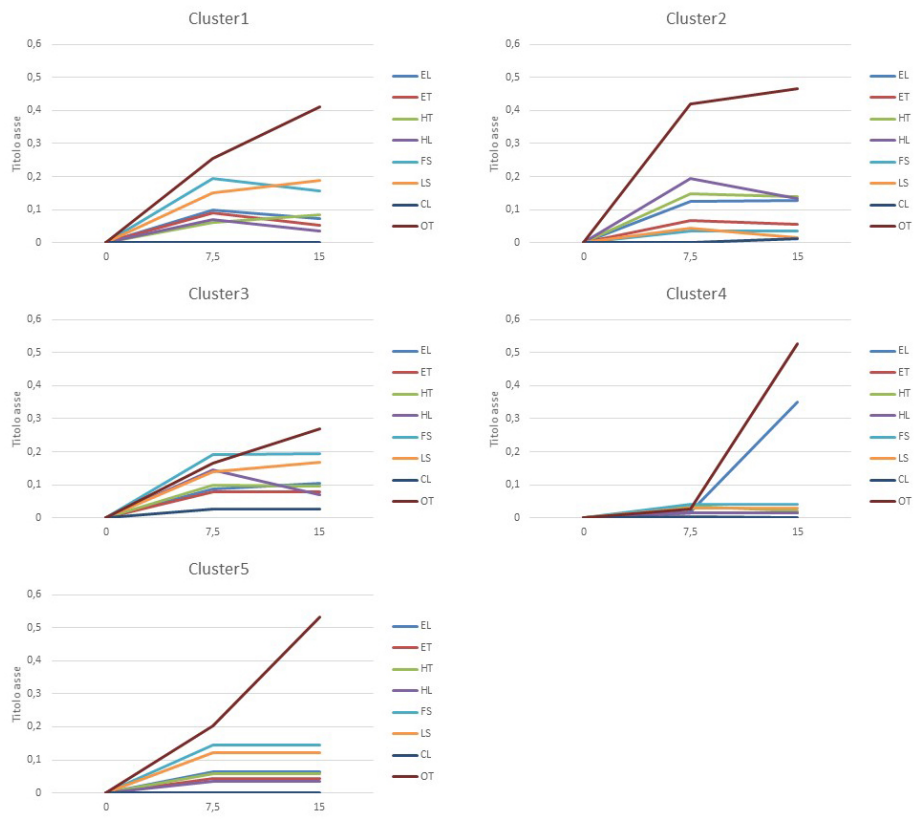 Cluster1
Titolo asse
0,6
0,5
0,4
0,3
0,2
0,1
0
0
7,5
15
EL
ET
HT
HL
FS
LS
CL
OT
Cluster2
Titolo asse
0,6
0,5
0,4
0,3
0,2
0,1
0
0
7,5
15
EL
ET
HT
HL
FS
LS
CL
OT
Cluster3
Titolo asse
0,6
0,5
0,4
0,3
0,2
0,1
0
0
7,5
15
EL
ET
HT
HL
FS
LS
CL
OT
Cluster4
Titolo asse
0,6
0,5
0,4
0,3
0,2
0,1
0
0
7,5
15
EL
ET
HT
HL
FS
LS
CL
OT
Cluster5
Titolo asse
0,6
0,5
0,4
0,3
0,2
0,1
0
0
7,5
15
EL
ET
HT
HL
FS
LS
CL
OT